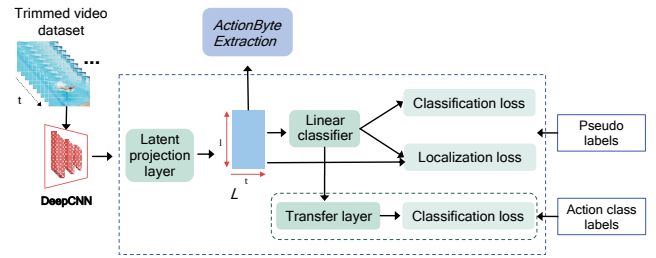 Trimmed video
dataset
...
t
DeepCNN
ActionByte
Extraction
Latent
projection
layer
l
t
L
Linear
classifier
Classification loss
Localization loss
Transfer layer
Classification loss
Pseudo
labels
Action class
labels